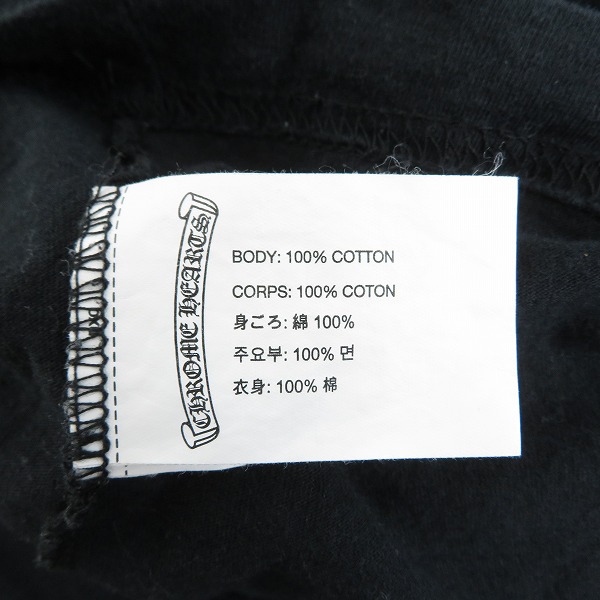 CHROME HEARTS
BODY: 100% COTTON
CORPS: 100% COTON
身ごろ: 綿 100%
주요부: 100% 면
衣身: 100% 棉